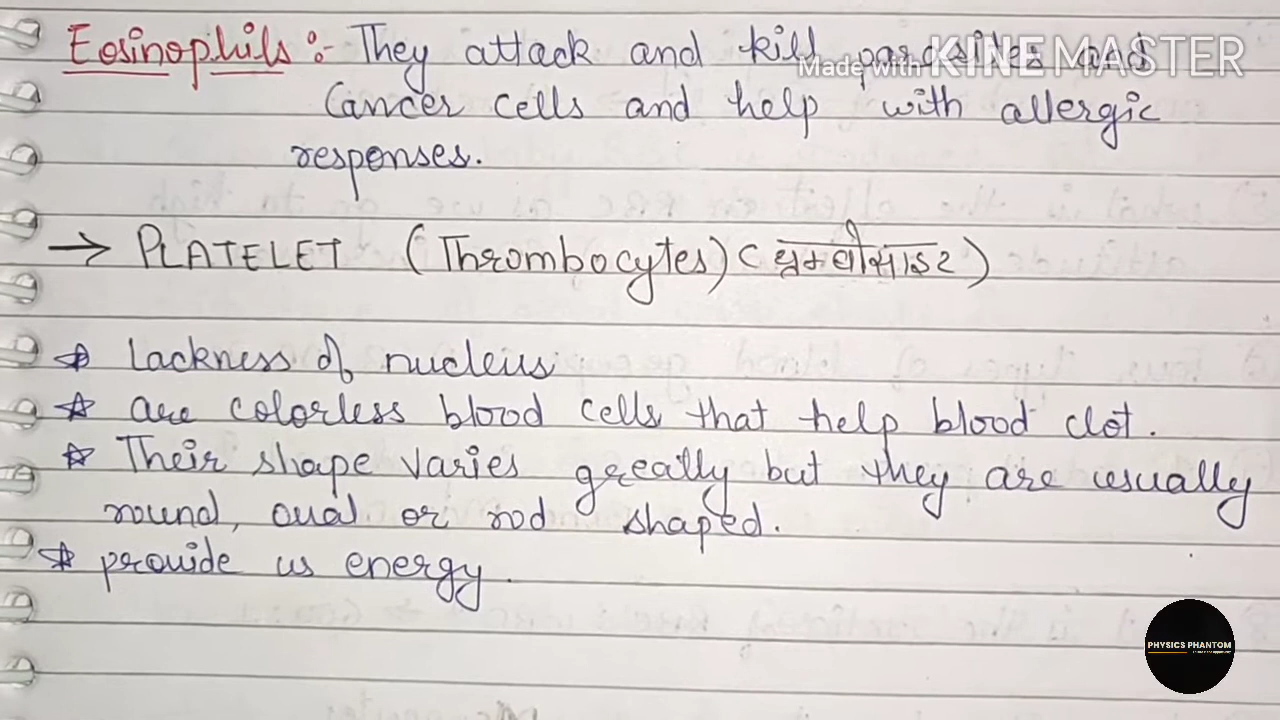 Eosinophils :- They attack and kill parasites and
Made with KINEMASTER
Cancer cells and help with allergic
responses.
→ PLATELET (Thrombocytes) (थ्रम्बोसाइट)
☆ Lackness of nucleus
☆ are colorless blood cells that help blood clot.
☆ Their shape varies greatly but they are usually
round, oval or rod shaped.
☆ provide us energy.
PHYSICS PHANTOM